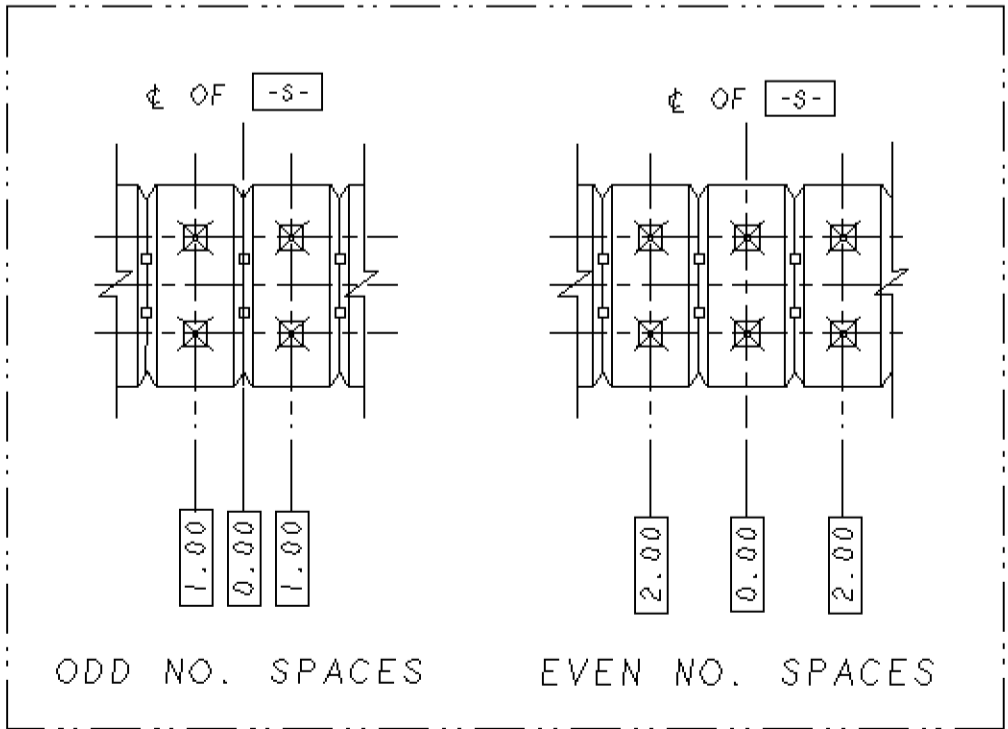 ℄ OF -S-
℄ OF -S-
1.00
0.00
1.00
2.00
0.00
2.00
ODD NO. SPACES
EVEN NO. SPACES